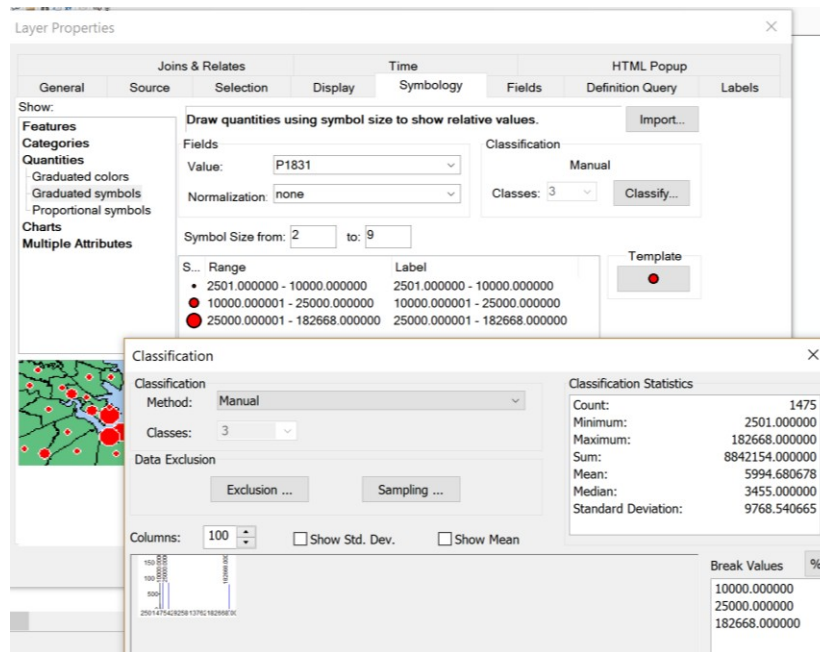 Layer Properties
Joins & Relates Time HTML Popup
General Source Selection Display Symbology Fields Definition Query Labels
Show:
Features
Categories
Quantities
Graduated colors
Graduated symbols
Proportional symbols
Charts
Multiple Attributes
Draw quantities using symbol size to show relative values.
Import...
Fields
Value: P1831
Normalization: none
Classification
Manual
Classes: 3 Classify...
Symbol Size from: 2 to: 9
Template
S... Range Label
2501.000000 - 10000.000000 2501.000000 - 10000.000000
10000.000001 - 25000.000000 10000.000001 - 25000.000000
25000.000001 - 182668.000000 25000.000001 - 182668.000000
Classification
Classification
Method: Manual
Classes: 3
Data Exclusion
Exclusion ... Sampling ...
Classification Statistics
Count: 1475
Minimum: 2501.000000
Maximum: 182668.000000
Sum: 8842154.000000
Mean: 5994.680678
Median: 3455.000000
Standard Deviation: 9768.540665
Columns: 100 Show Std. Dev. Show Mean
Break Values %
10000.000000
25000.000000
182668.000000